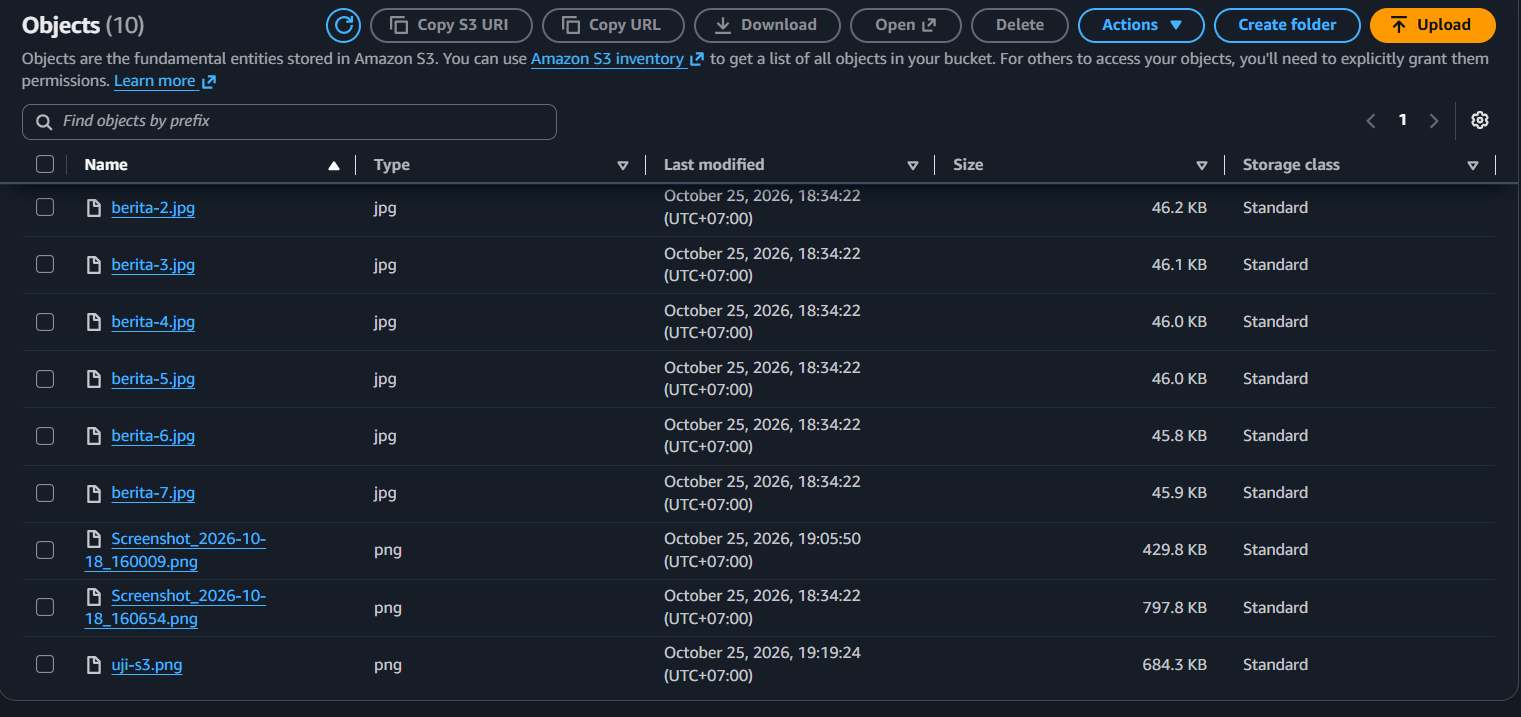 Objects (10)
Copy S3 URI
Copy URL
Download
Open
Delete
Actions
Create folder
Upload
Objects are the fundamental entities stored in Amazon S3. You can use Amazon S3 inventory to get a list of all objects in your bucket. For others to access your objects, you'll need to explicitly grant them
permissions. Learn more
Find objects by prefix
1
Name Type Last modified Size Storage class
October 25, 2026, 18:34:22
berita-2.jpg jpg 46.2 KB Standard
(UTC+07:00)
October 25, 2026, 18:34:22
berita-3.jpg jpg 46.1 KB Standard
(UTC+07:00)
October 25, 2026, 18:34:22
berita-4.jpg jpg 46.0 KB Standard
(UTC+07:00)
October 25, 2026, 18:34:22
berita-5.jpg jpg 46.0 KB Standard
(UTC+07:00)
October 25, 2026, 18:34:22
berita-6.jpg jpg 45.8 KB Standard
(UTC+07:00)
October 25, 2026, 18:34:22
berita-7.jpg jpg 45.9 KB Standard
(UTC+07:00)
Screenshot_2026-10- October 25, 2026, 19:05:50
png 429.8 KB Standard
18_160009.png (UTC+07:00)
Screenshot_2026-10- October 25, 2026, 18:34:22
png 797.8 KB Standard
18_160654.png (UTC+07:00)
October 25, 2026, 19:19:24
uji-s3.png png 684.3 KB Standard
(UTC+07:00)